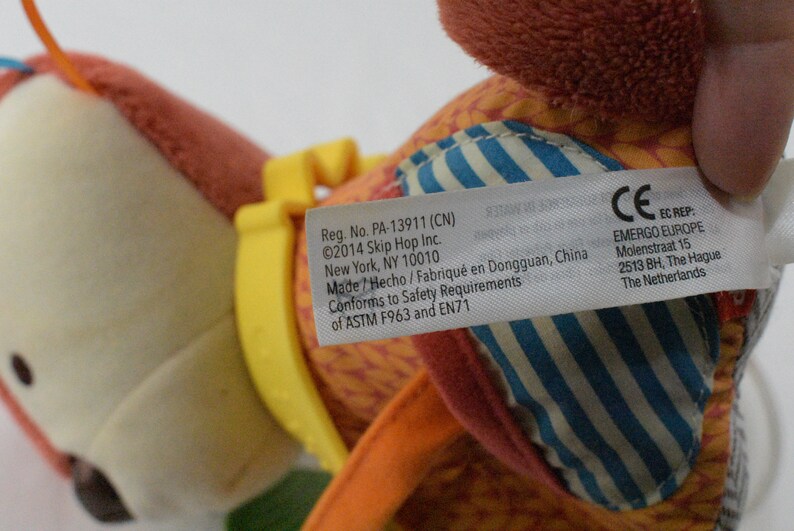 Reg. No. PA-13911 (CN)
©2014 Skip Hop Inc.
New York, NY 10010
Made / Hecho / Fabriqué en Dongguan, China
Conforms to Safety Requirements
of ASTM F963 and EN71
CE EC REP:
EMERGO EUROPE
Molenstraat 15
2513 BH, The Hague
The Netherlands